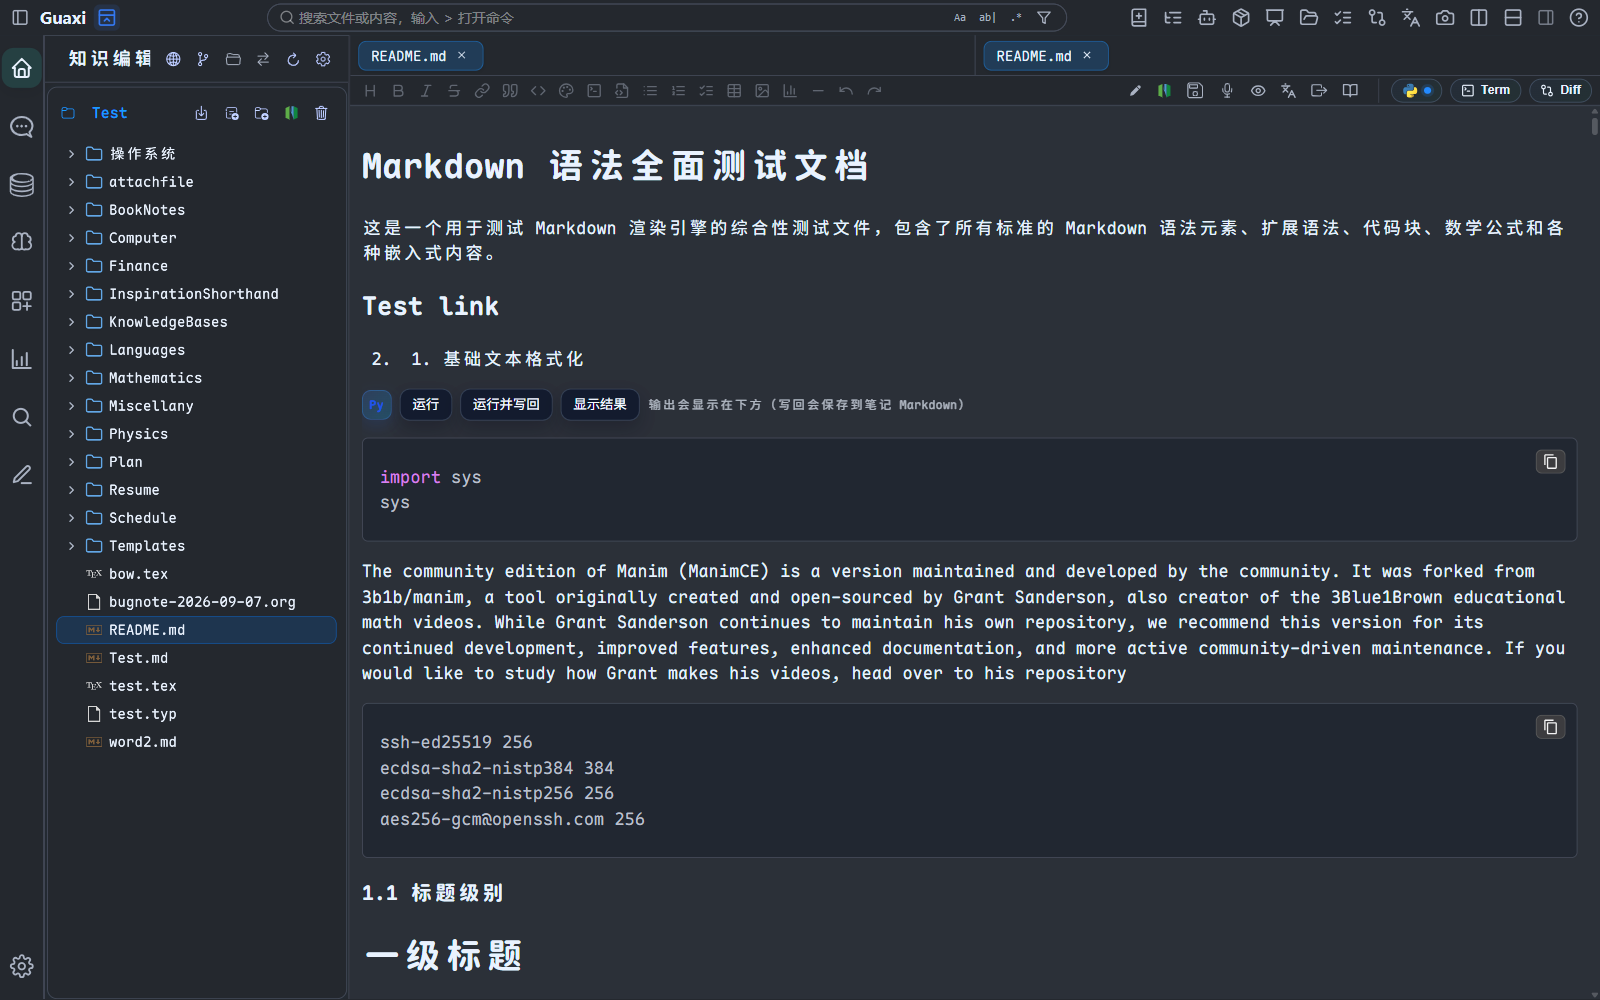 Guaxi
搜索文件或内容，输入 > 打开命令
Aa ab| .*
知识编辑
README.md ×
README.md ×
Term
Diff
Test
操作系统
attachfile
BookNotes
Computer
Finance
InspirationShorthand
KnowledgeBases
Languages
Mathematics
Miscellany
Physics
Plan
Resume
Schedule
Templates
TEX bow.tex
bugnote-2026-09-07.org
M↓ README.md
M↓ Test.md
TEX test.tex
test.typ
M↓ word2.md
Markdown 语法全面测试文档
这是一个用于测试 Markdown 渲染引擎的综合性测试文件，包含了所有标准的 Markdown 语法元素、扩展语法、代码块、数学公式和各
种嵌入式内容。
Test link
2. 1. 基础文本格式化
Py 运行 运行并写回 显示结果 输出会显示在下方（写回会保存到笔记 Markdown）
import sys
sys
The community edition of Manim (ManimCE) is a version maintained and developed by the community. It was forked from
3b1b/manim, a tool originally created and open-sourced by Grant Sanderson, also creator of the 3Blue1Brown educational
math videos. While Grant Sanderson continues to maintain his own repository, we recommend this version for its
continued development, improved features, enhanced documentation, and more active community-driven maintenance. If you
would like to study how Grant makes his videos, head over to his repository
ssh-ed25519 256
ecdsa-sha2-nistp384 384
ecdsa-sha2-nistp256 256
aes256-gcm@openssh.com 256
1.1 标题级别
一级标题